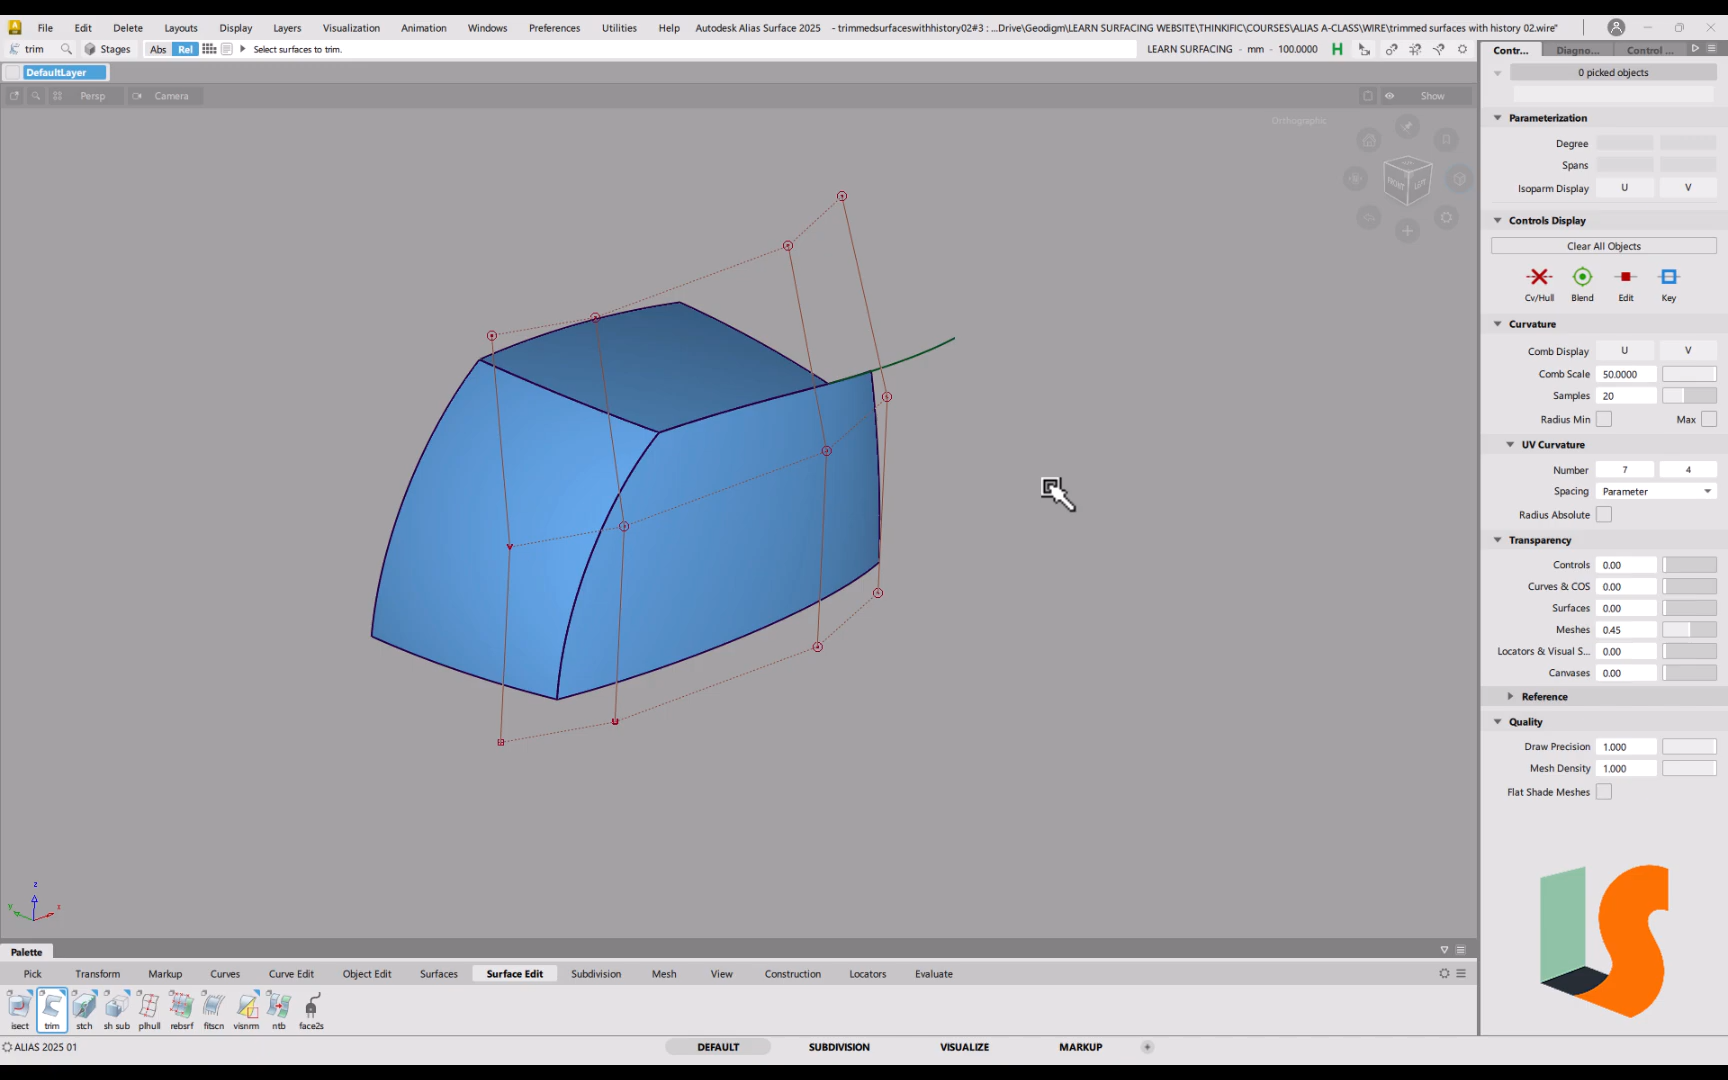 File Edit Delete Layouts Display Layers Visualization Animation Windows Preferences Utilities Help Autodesk Alias Surface 2025 - trimmedsurfaceswithhistory02#3 : ...Drive\Geodigm\LEARN SURFACING WEBSITE\THINKIFIC\COURSES\ALIAS A-CLASS\WIRE\trimmed surfaces with history 02.wire*
trim Stages Abs Rel Select surfaces to trim. LEARN SURFACING - mm - 100.0000 H
Contr... Diagno... Control ...
DefaultLayer
0 picked objects
Persp Camera Show
Orthographic
FRONT LEFT
Parameterization
Degree
Spans
Isoparm Display U V
Controls Display
Clear All Objects
Cv/Hull Blend Edit Key
Curvature
Comb Display U V
Comb Scale 50.0000
Samples 20
Radius Min Max
UV Curvature
Number 7 4
Spacing Parameter
Radius Absolute
Transparency
Controls 0.00
Curves & COS 0.00
Surfaces 0.00
Meshes 0.45
Locators & Visual S... 0.00
Canvases 0.00
Reference
Quality
Draw Precision 1.000
Mesh Density 1.000
Flat Shade Meshes
z
y x
Palette
Pick Transform Markup Curves Curve Edit Object Edit Surfaces Surface Edit Subdivision Mesh View Construction Locators Evaluate
isect trim stch sh sub plhull rebsrf fitscn visnrm ntb face2s
ALIAS 2025 01 DEFAULT SUBDIVISION VISUALIZE MARKUP